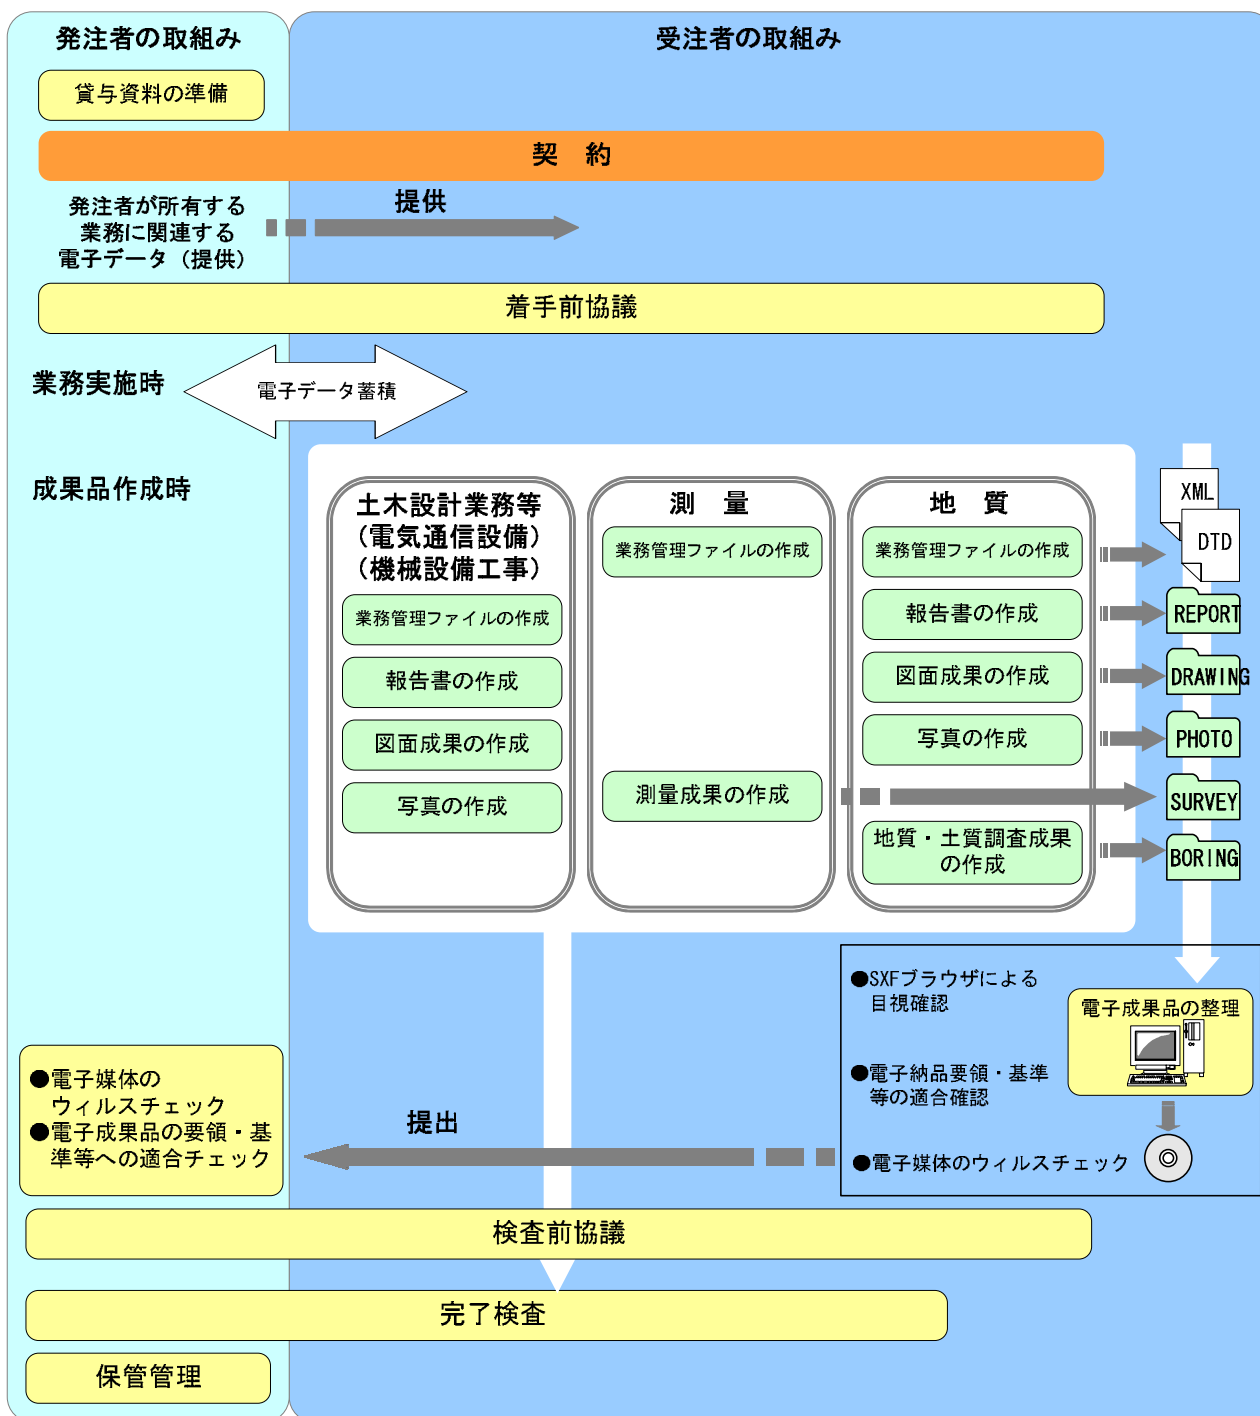 発注者の取組み
受注者の取組み
貸与資料の準備
契　約
発注者が所有する
業務に関連する
電子データ（提供）
提供
着手前協議
業務実施時
電子データ蓄積
成果品作成時
土木設計業務等
（電気通信設備）
（機械設備工事）
業務管理ファイルの作成
報告書の作成
図面成果の作成
写真の作成
測　量
業務管理ファイルの作成
測量成果の作成
地　質
業務管理ファイルの作成
報告書の作成
図面成果の作成
写真の作成
地質・土質調査成果
の作成
XML
DTD
REPORT
DRAWING
PHOTO
SURVEY
BORING
●SXFブラウザによる
目視確認
●電子納品要領・基準
等の適合確認
●電子媒体のウィルスチェック
電子成果品の整理
●電子媒体の
ウィルスチェック
●電子成果品の要領・基
準等への適合チェック
提出
検査前協議
完了検査
保管管理